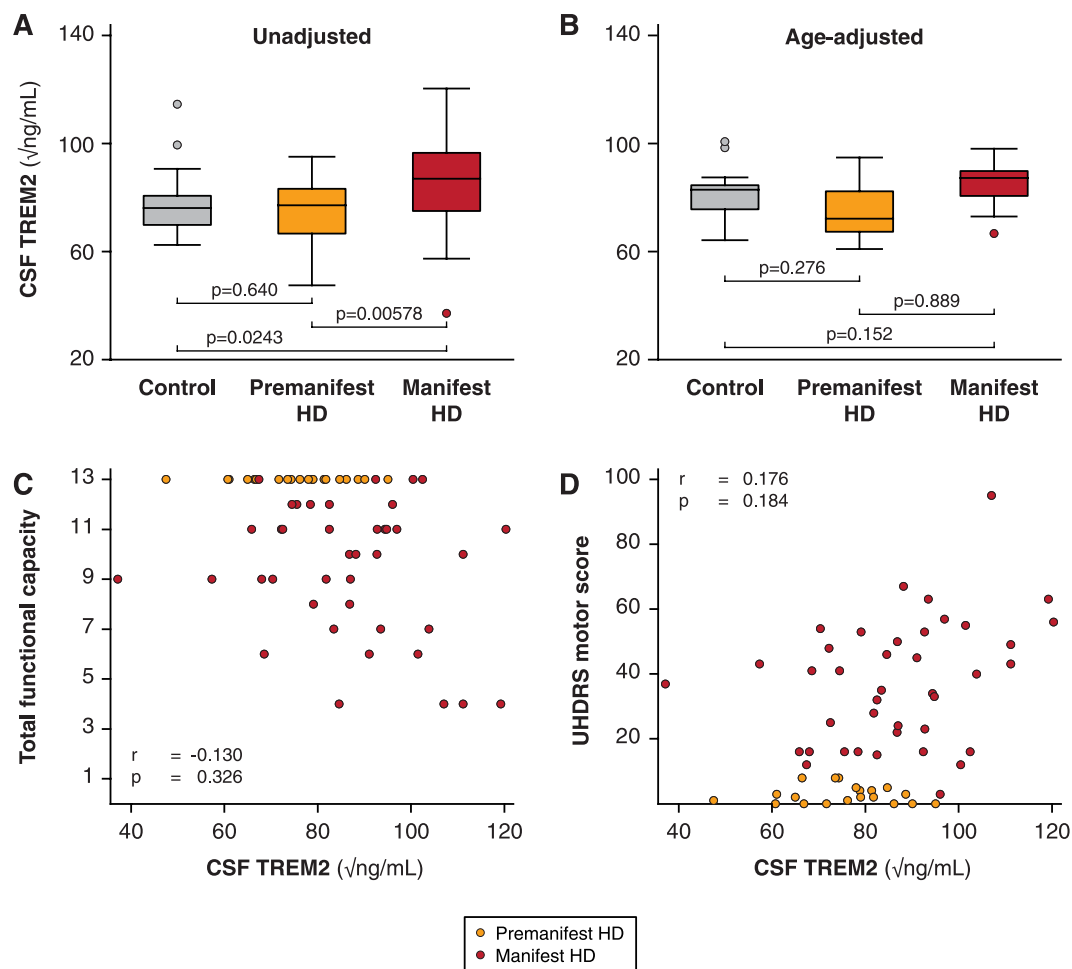 A
Unadjusted
CSF TREM2 (√ng/mL)
140
100
60
20
p=0.640
p=0.00578
p=0.0243
Control
Premanifest HD
Manifest HD
B
Age-adjusted
140
100
60
20
p=0.276
p=0.889
p=0.152
Control
Premanifest HD
Manifest HD
C
Total functional capacity
13
11
9
7
5
3
1
r = -0.130
p = 0.326
40 60 80 100 120
CSF TREM2 (√ng/mL)
D
UHDRS motor score
100
80
60
40
20
r = 0.176
p = 0.184
40 60 80 100 120
CSF TREM2 (√ng/mL)
Premanifest HD
Manifest HD